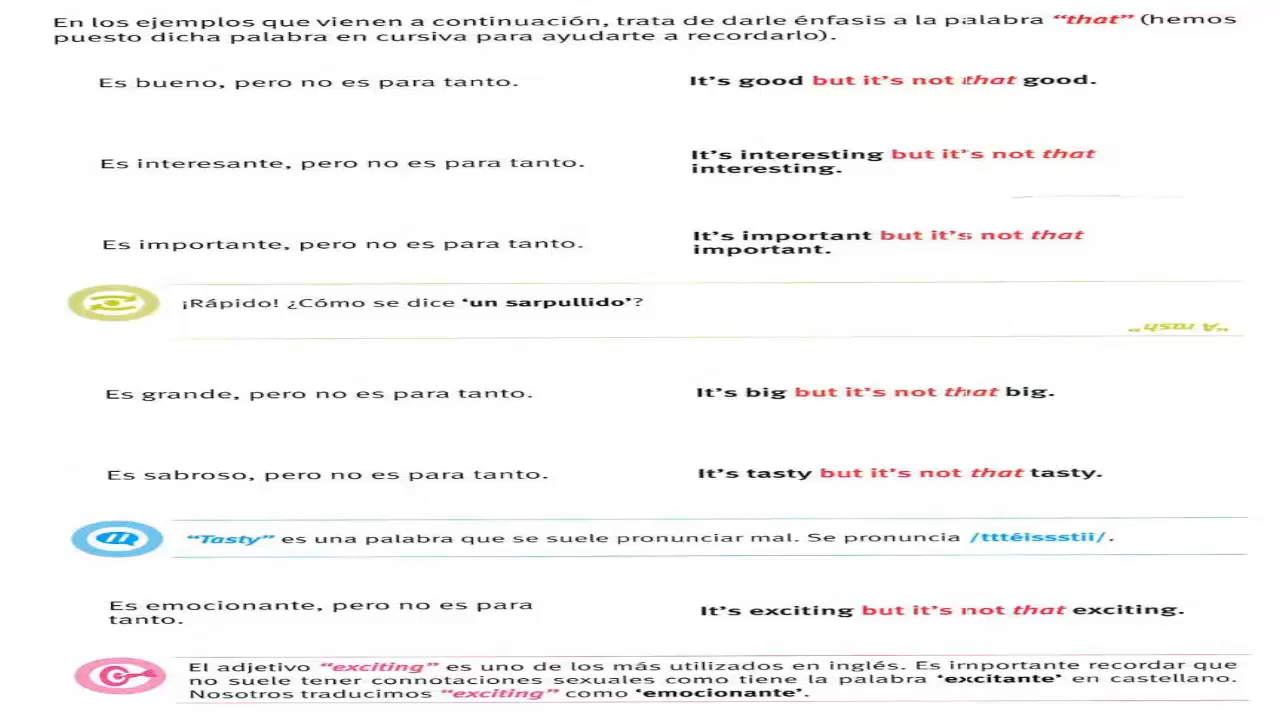 En los ejemplos que vienen a continuación, trata de darle énfasis a la palabra “that” (hemos
puesto dicha palabra en cursiva para ayudarte a recordarlo).
Es bueno, pero no es para tanto.
It’s good but it’s not that good.
Es interesante, pero no es para tanto.
It’s interesting but it’s not that
interesting.
Es importante, pero no es para tanto.
It’s important but it’s not that
important.
¡Rápido! ¿Cómo se dice ‘un sarpullido’?
“A rash”
Es grande, pero no es para tanto.
It’s big but it’s not that big.
Es sabroso, pero no es para tanto.
It’s tasty but it’s not that tasty.
“Tasty” es una palabra que se suele pronunciar mal. Se pronuncia /tttéissstii/.
Es emocionante, pero no es para
tanto.
It’s exciting but it’s not that exciting.
El adjetivo “exciting” es uno de los más utilizados en inglés. Es importante recordar que
no suele tener connotaciones sexuales como tiene la palabra ‘excitante’ en castellano.
Nosotros traducimos “exciting” como ‘emocionante’.